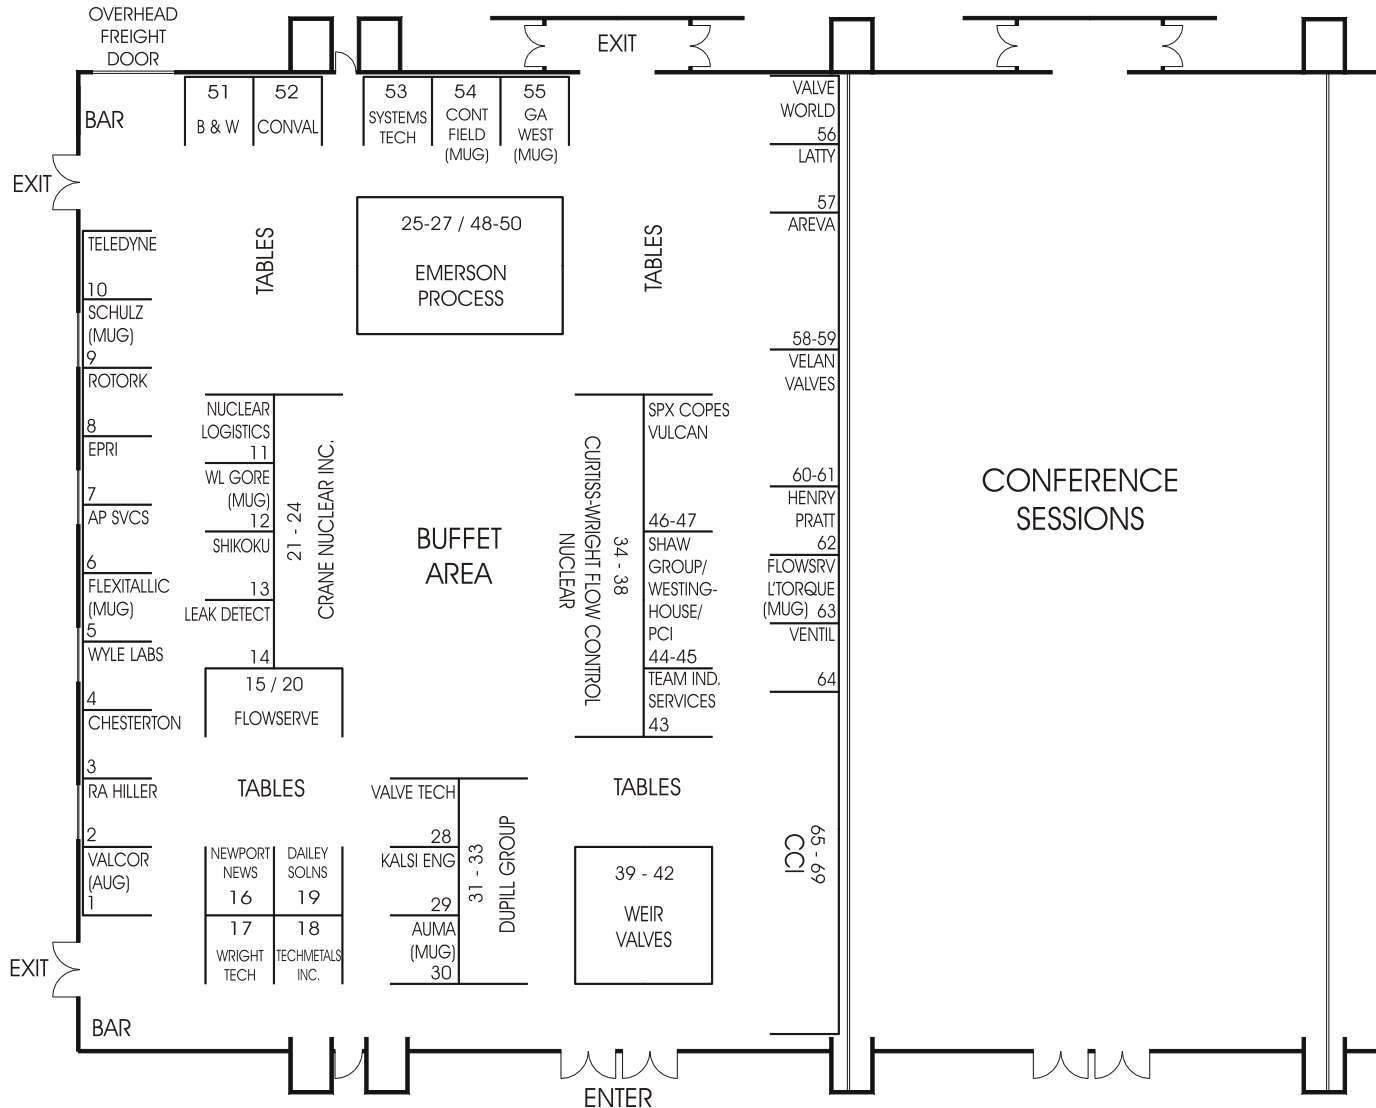 OVERHEAD
FREIGHT
DOOR
EXIT
BAR
51
B & W
52
CONVAL
53
SYSTEMS
TECH
54
CONT
FIELD
(MUG)
55
GA
WEST
(MUG)
VALVE
WORLD
56
LATTY
57
AREVA
58-59
VELAN
VALVES
60-61
HENRY
PRATT
62
FLOWSRV
L'TORQUE
(MUG) 63
VENTIL
64
65 - 69
CCI
EXIT
TELEDYNE
10
SCHULZ
(MUG)
9
ROTORK
8
EPRI
7
AP SVCS
6
FLEXITALLIC
(MUG)
5
WYLE LABS
4
CHESTERTON
3
RA HILLER
2
VALCOR
(AUG)
1
TABLES
25-27 / 48-50
EMERSON
PROCESS
TABLES
NUCLEAR
LOGISTICS
11
WL GORE
(MUG)
12
SHIKOKU
13
LEAK DETECT
14
21 - 24
CRANE NUCLEAR INC.
15 / 20
FLOWSERVE
BUFFET
AREA
34 - 38
CURTISS-WRIGHT FLOW CONTROL
NUCLEAR
SPX COPES
VULCAN
46-47
SHAW
GROUP/
WESTING-
HOUSE/
PCI
44-45
TEAM IND.
SERVICES
43
CONFERENCE
SESSIONS
TABLES
TABLES
NEWPORT
NEWS
16
DAILEY
SOLNS
19
17
WRIGHT
TECH
18
TECHMETALS
INC.
VALVE TECH
28
KALSI ENG
29
AUMA
(MUG)
30
31 - 33
DUPILL GROUP
39 - 42
WEIR
VALVES
EXIT
BAR
ENTER